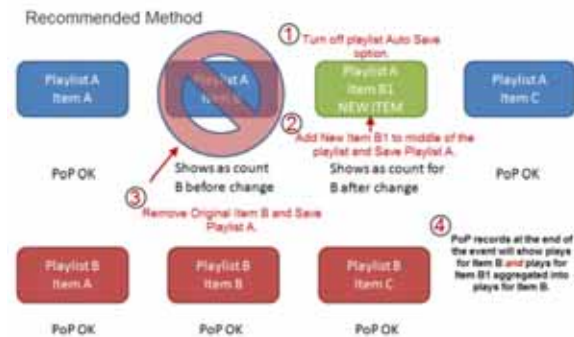 Recommended Method
① Turn off playlist Auto Save
option.
Playlist A
Item A
Playlist A
Item B
Playlist A
Item B1
NEW ITEM
Playlist A
Item C
② Add New Item B1 to middle of the
playlist and Save Playlist A.
PoP OK
Shows as count
B before change
Shows as count for
B after change
PoP OK
③ Remove Original Item B and Save
Playlist A.
④ PoP records at the end of
the event will show plays
for Item B and plays for
Item B1 aggregated into
plays for Item B.
Playlist B
Item A
Playlist B
Item B
Playlist B
Item C
PoP OK
PoP OK
PoP OK